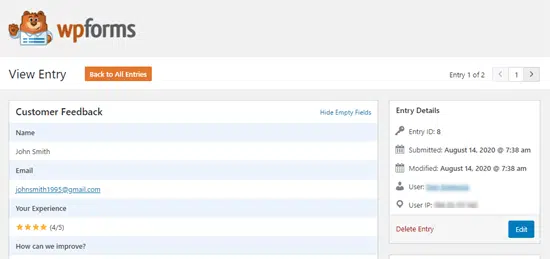 wpforms
View Entry
Back to All Entries
Entry 1 of 2
< 1 >
Customer Feedback
Hide Empty Fields
Name
John Smith
Email
johnsmith1995@gmail.com
Your Experience
(4/5)
How can we improve?
Entry Details
Entry ID: 8
Submitted: August 14, 2020 @ 7:38 am
Modified: August 14, 2020 @ 7:38 am
User:
User IP:
Delete Entry
Edit